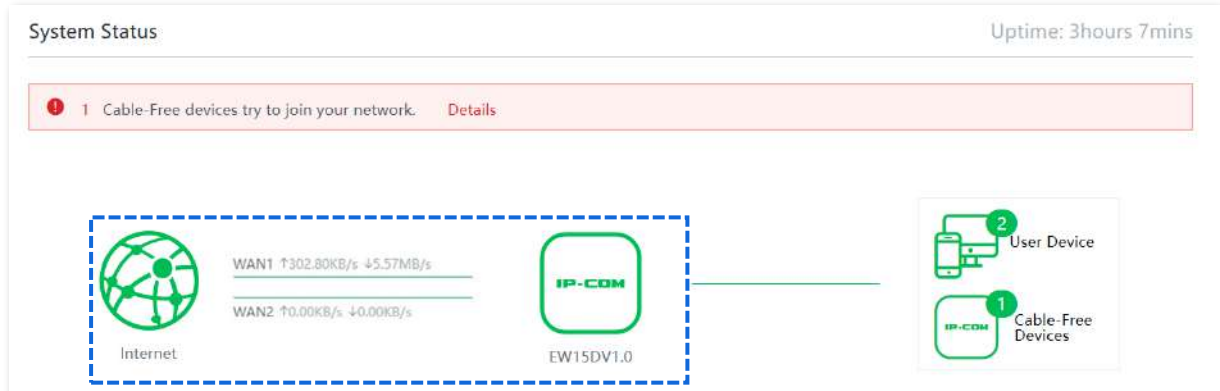 System Status
Uptime: 3hours 7mins
1 Cable-Free devices try to join your network. Details
WAN1 ↑302.80KB/s ↓5.57MB/s
WAN2 ↑0.00KB/s ↓0.00KB/s
Internet
IP-COM
EW15DV1.0
2
User Device
IP-COM
1
Cable-Free
Devices